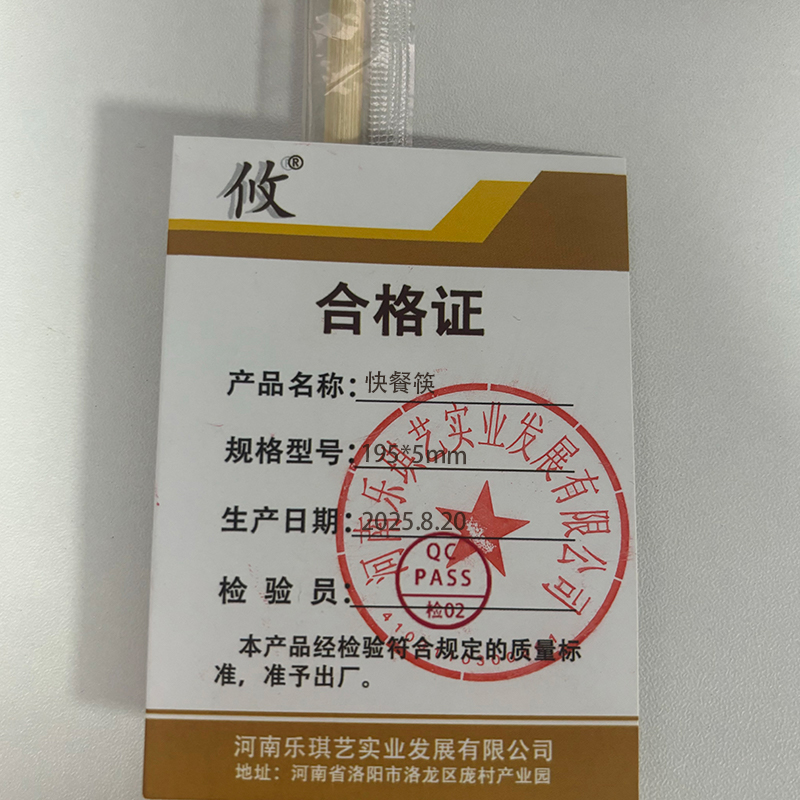 攸®
合格证
产品名称：快餐筷
规格型号：195*5mm
生产日期：2025.8.20
检 验 员：
QC
PASS
检02
河南乐琪艺实业发展有限公司
本产品经检验符合规定的质量标
准，准予出厂。
河南乐琪艺实业发展有限公司
地址：河南省洛阳市洛龙区庞村产业园